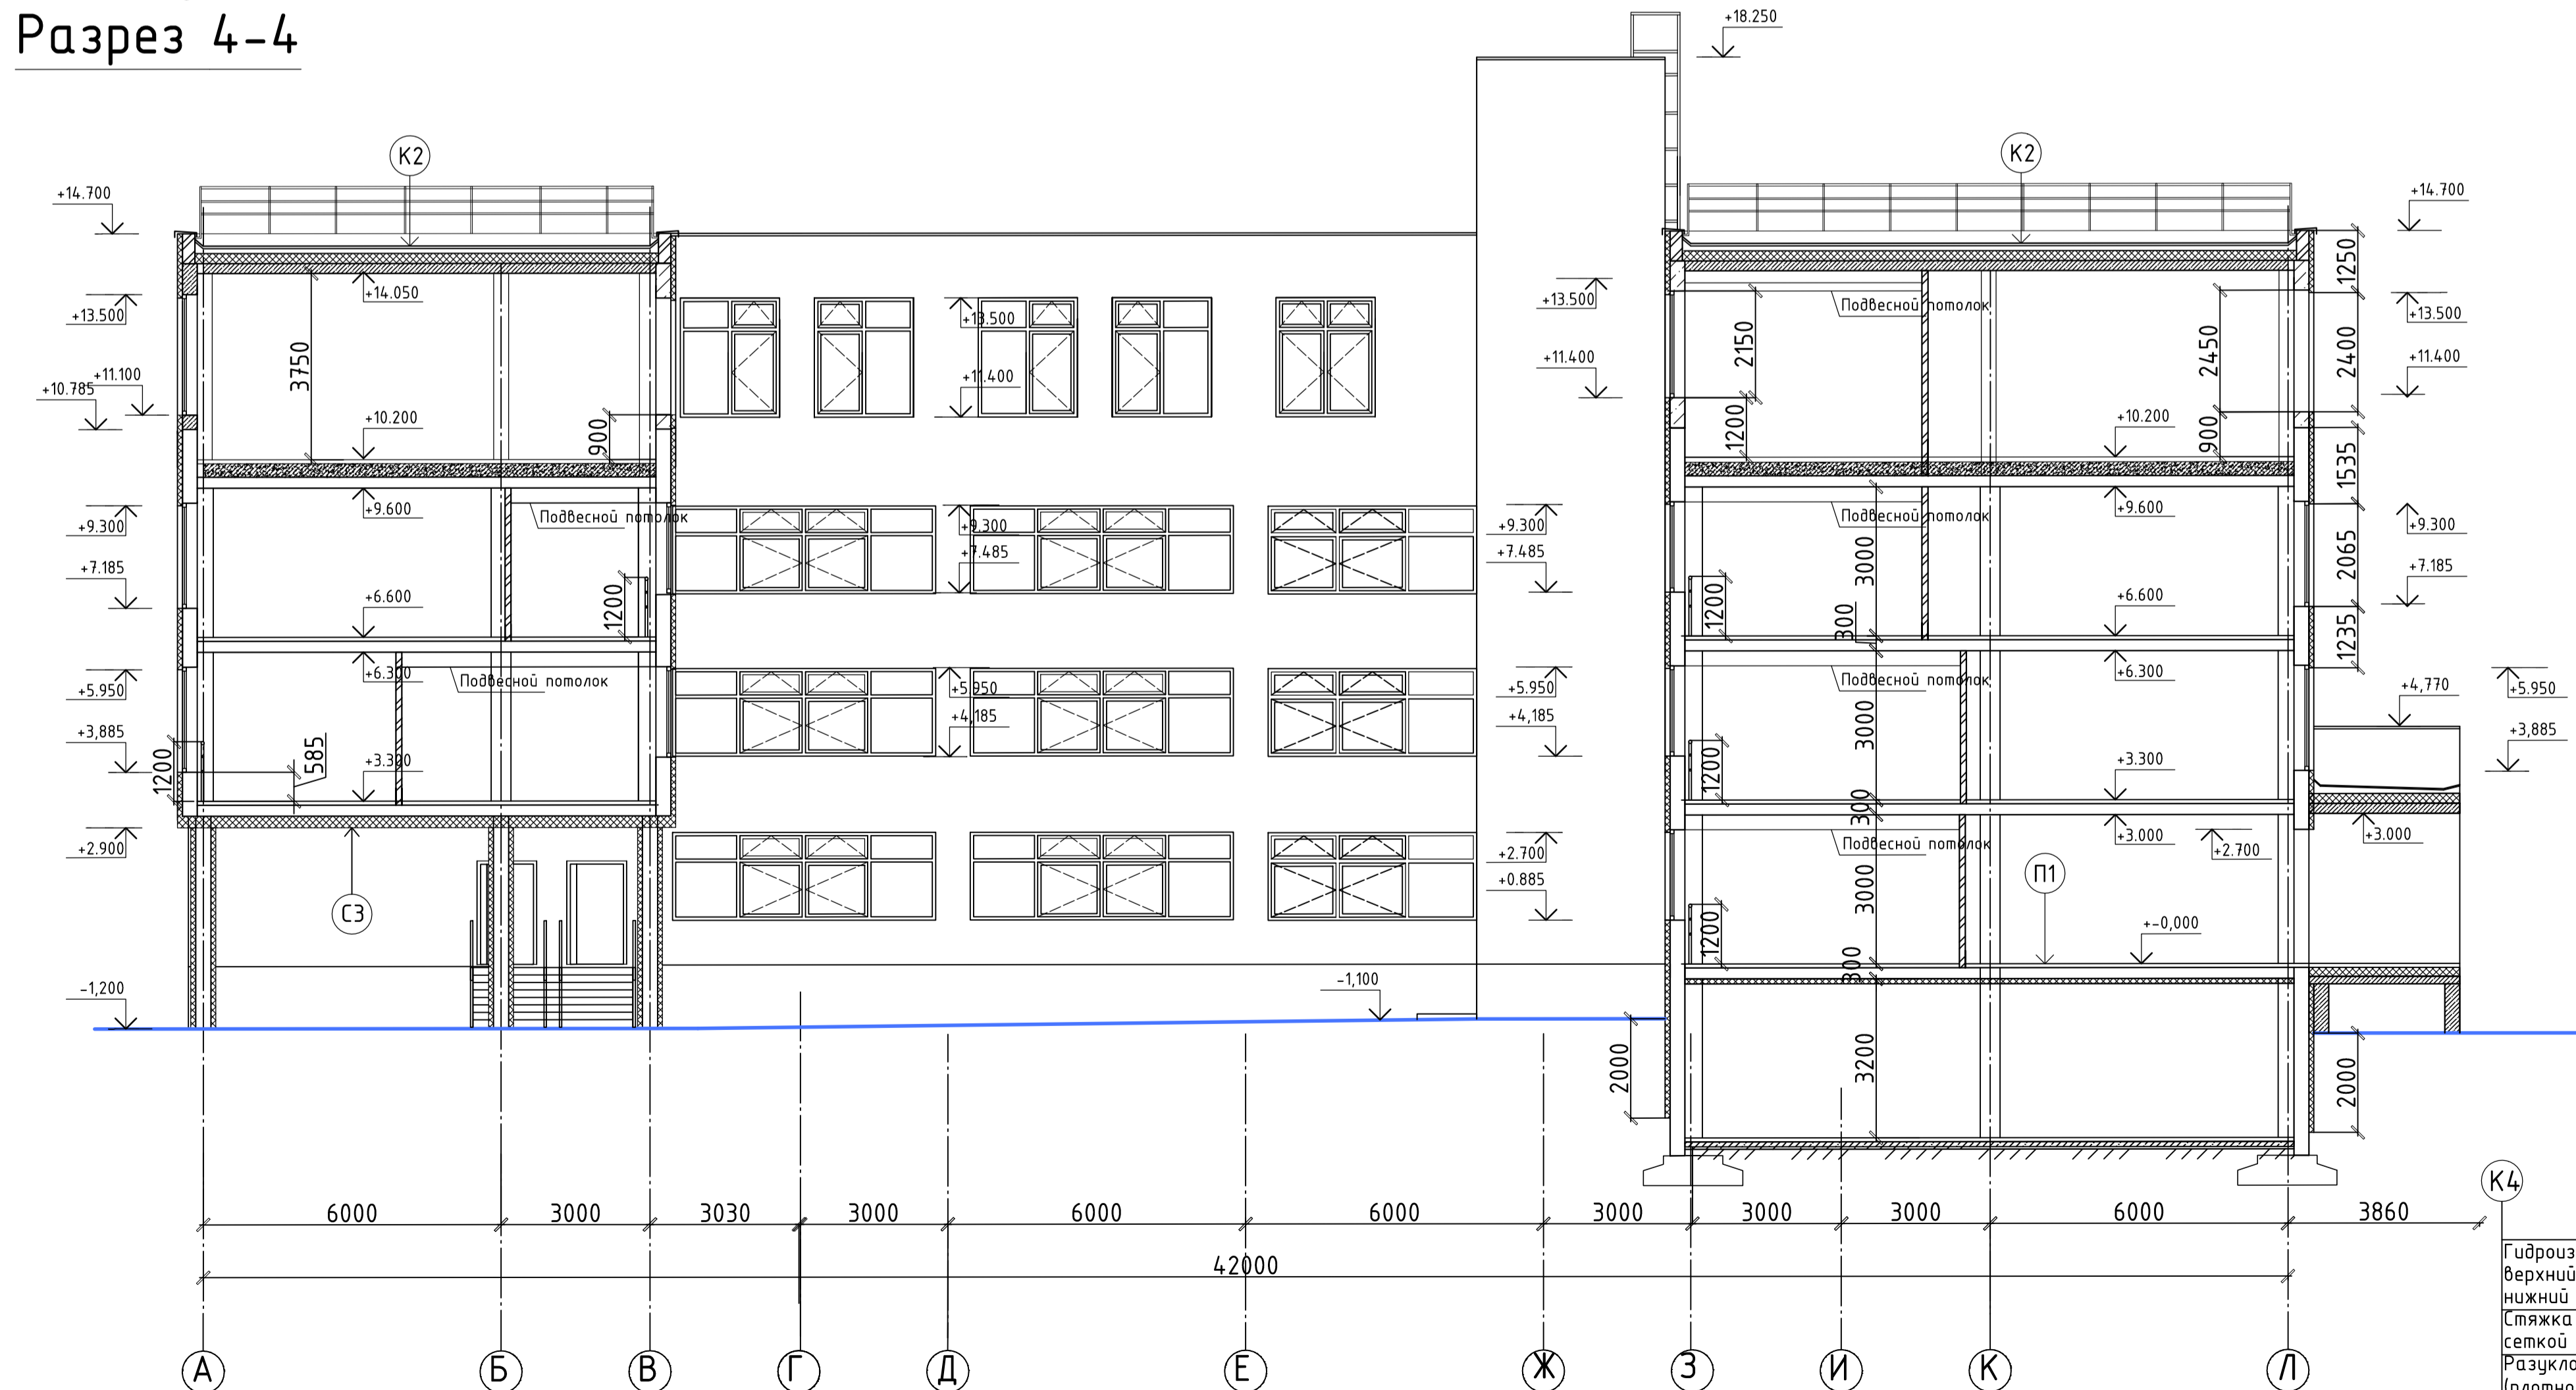 Разрез 4-4
+18.250
К2
К2
+14.700
+14.700
+14.050
+13.500
+13.500
+13.500
+13.500
Подвесной потолок
1250
3750
2150
2450
2400
+11.100
+10.785
+11.400
+11.400
+11.400
+10.200
+10.200
900
1200
900
1535
+9.600
+9.600
+9.300
+9.300
+9.300
+9.300
Подвесной потолок
Подвесной потолок
+7.185
+7.485
+7.485
+7.185
3000
2065
+6.600
+6.600
1200
1200
300
1235
+6.300
+6.300
Подвесной потолок
Подвесной потолок
+5.950
+5.950
+5.950
+5.950
+4,770
+3,885
+4,185
+4,185
+3,885
1200
585
3000
1200
+3.300
+3.300
300
+2.900
+2.700
Подвесной потолок
+3.000
+2.700
+3.000
С3
+0.885
3000
П1
1200
+-0,000
300
-1,200
-1,100
2000
3200
2000
К4
6000
3000
3030
3000
6000
6000
3000
3000
3000
6000
3860
42000
Гидроиз
верхний
нижний
Стяжка
сеткой
Разукло
(плотно
А
Б
В
Г
Д
Е
Ж
З
И
К
Л